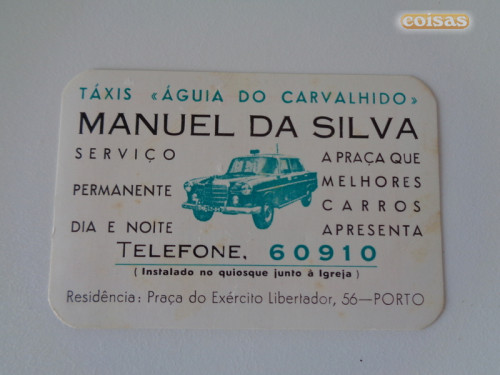 coisas
TÁXIS «ÁGUIA DO CARVALHIDO»
MANUEL DA SILVA
SERVIÇO
PERMANENTE
DIA E NOITE
A PRAÇA QUE
MELHORES
CARROS
APRESENTA
TELEFONE, 60910
(Instalado no quiosque junto à Igreja)
Residência: Praça do Exército Libertador, 56—PORTO